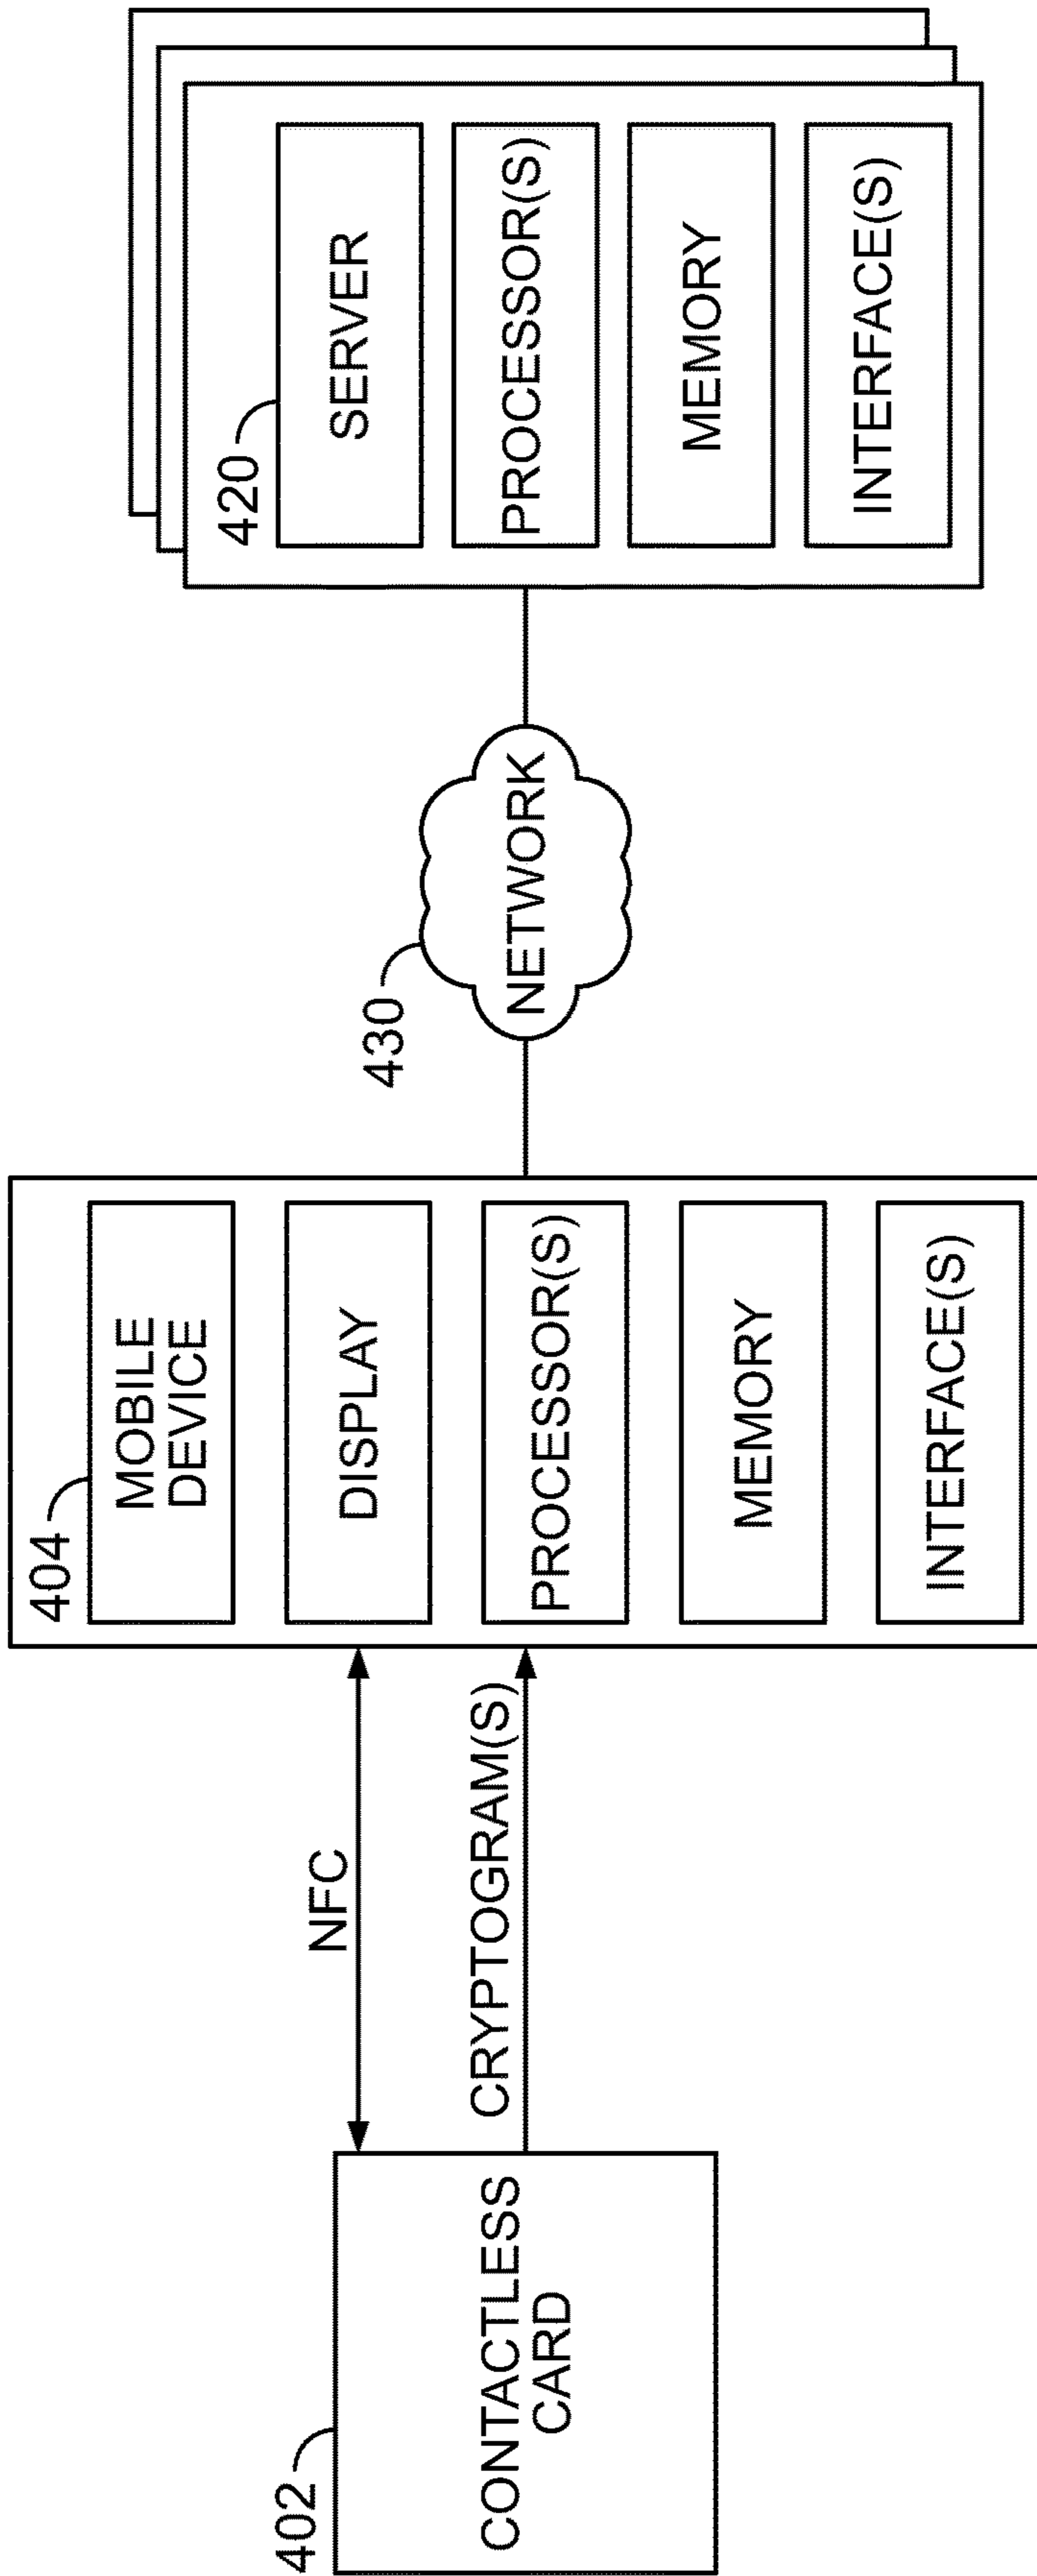 402
CONTACTLESS
CARD
NFC
CRYPTOGRAM(S)
404
MOBILE
DEVICE
DISPLAY
PROCESSOR(S)
MEMORY
INTERFACE(S)
430
NETWORK
420
SERVER
PROCESSOR(S)
MEMORY
INTERFACE(S)